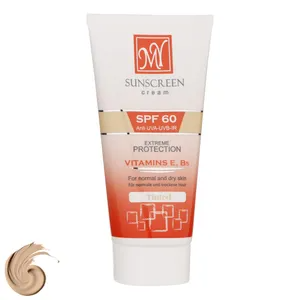 MY
SUNSCREEN
cream
SPF 60
Anti UVA-UVB-IR
EXTREME
PROTECTION
VITAMINS E, B5
For normal and dry skin
Tinted